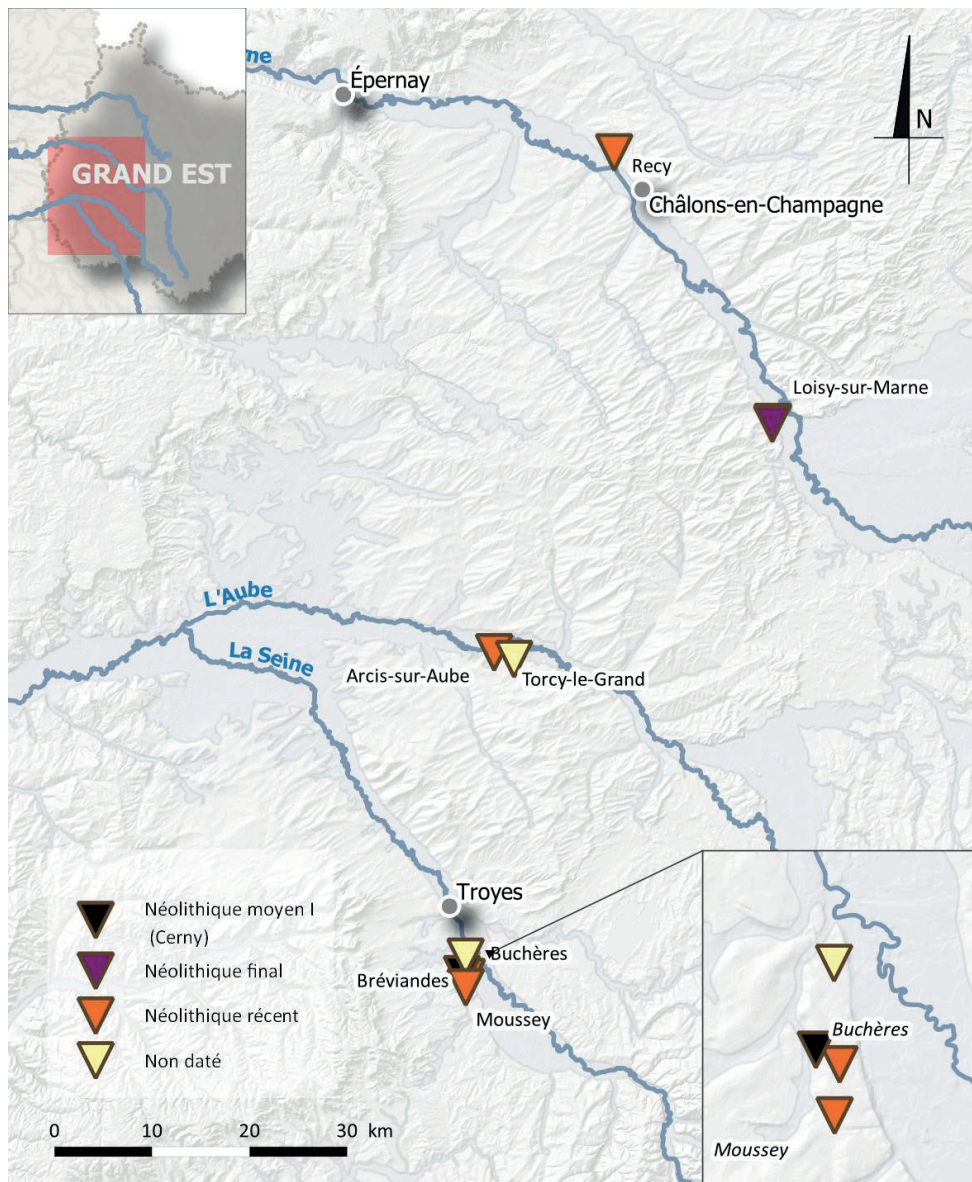 me
Épernay
N
GRAND EST
Recy
Châlons-en-Champagne
Loisy-sur-Marne
L'Aube
La Seine
Arcis-sur-Aube
Torcy-le-Grand
Troyes
Buchères
Bréviandes
Moussey
Néolithique moyen I
(Cerny)
Néolithique final
Néolithique récent
Non daté
0 10 20 30 km
Buchères
Moussey